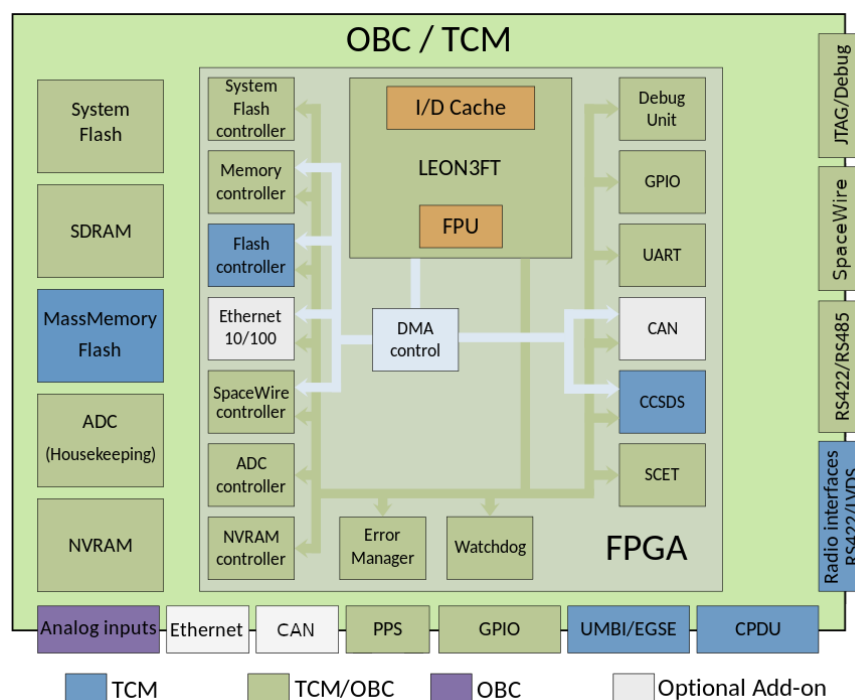 OBC / TCM
System
Flash
SDRAM
MassMemory
Flash
ADC
(Housekeeping)
NVRAM
System
Flash
controller
Memory
controller
Flash
controller
Ethernet
10/100
SpaceWire
controller
ADC
controller
NVRAM
controller
I/D Cache
LEON3FT
FPU
DMA
control
Error
Manager
Watchdog
Debug
Unit
GPIO
UART
CAN
CCSDS
SCET
FPGA
JTAG/Debug
SpaceWire
RS422/RS485
Radio interfaces
RS422/LVDS
Analog inputs
Ethernet
CAN
PPS
GPIO
UMBI/EGSE
CPDU
TCM
TCM/OBC
OBC
Optional Add-on